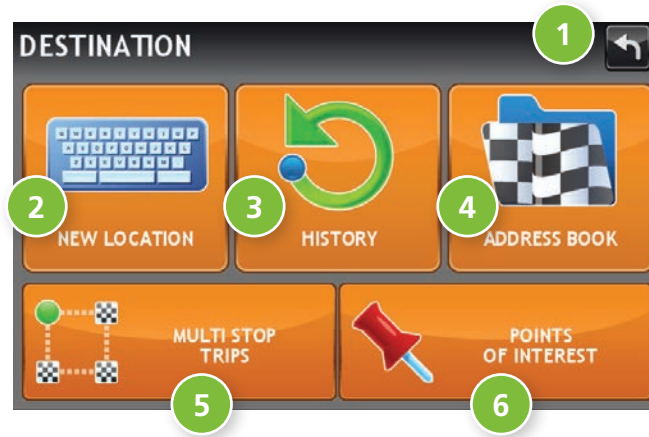 DESTINATION
1
2
NEW LOCATION
3
HISTORY
4
ADDRESS BOOK
MULTI STOP
TRIPS
5
POINTS
OF INTEREST
6